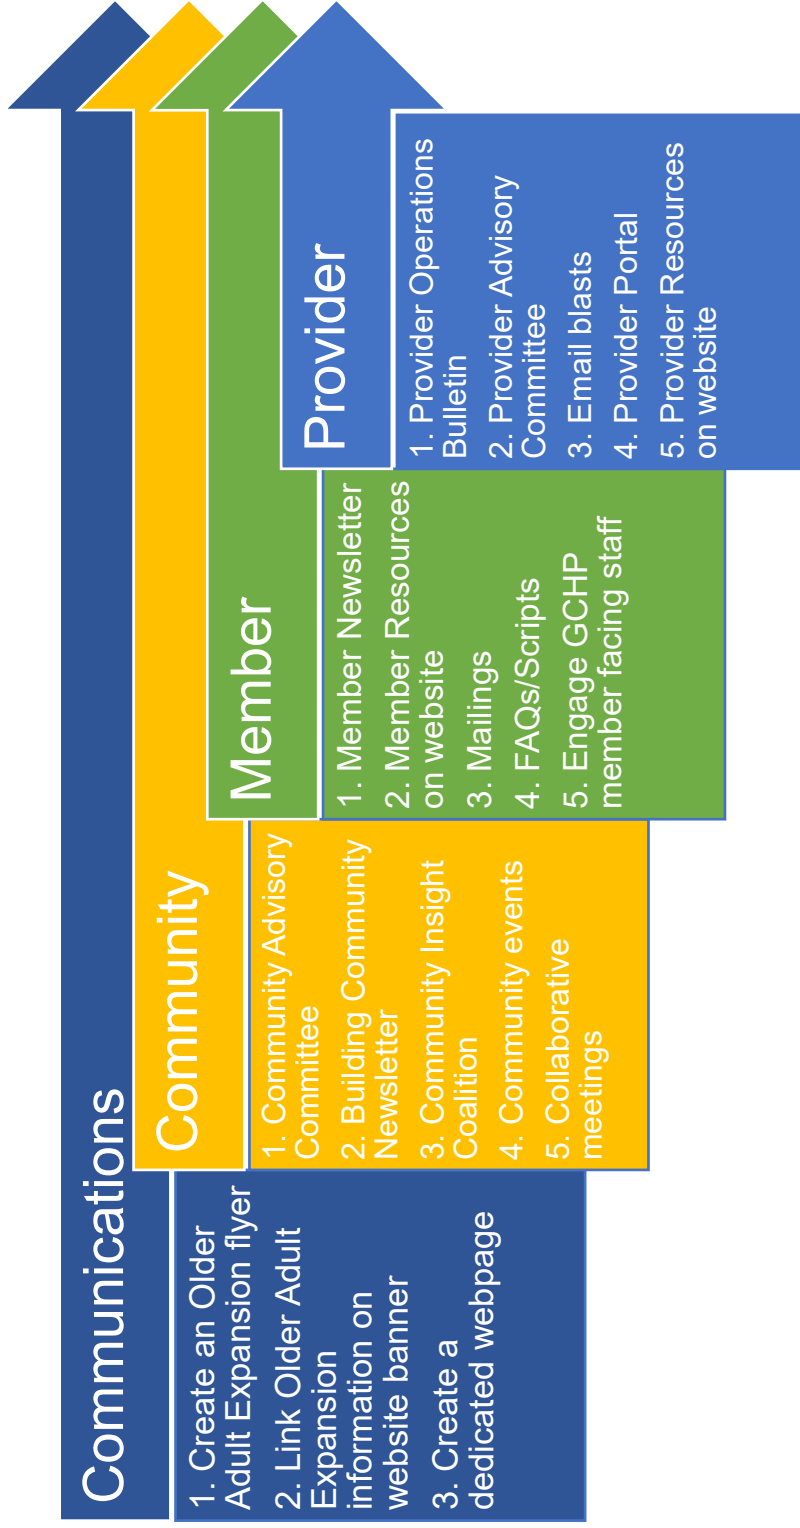 Communications
1. Create an Older
Adult Expansion flyer
2. Link Older Adult
Expansion
information on
website banner
3. Create a
dedicated webpage
Community
1. Community Advisory
Committee
2. Building Community
Newsletter
3. Community Insight
Coalition
4. Community events
5. Collaborative
meetings
Member
1. Member Newsletter
2. Member Resources
on website
3. Mailings
4. FAQs/Scripts
5. Engage GCHP
member facing staff
Provider
1. Provider Operations
Bulletin
2. Provider Advisory
Committee
3. Email blasts
4. Provider Portal
5. Provider Resources
on website